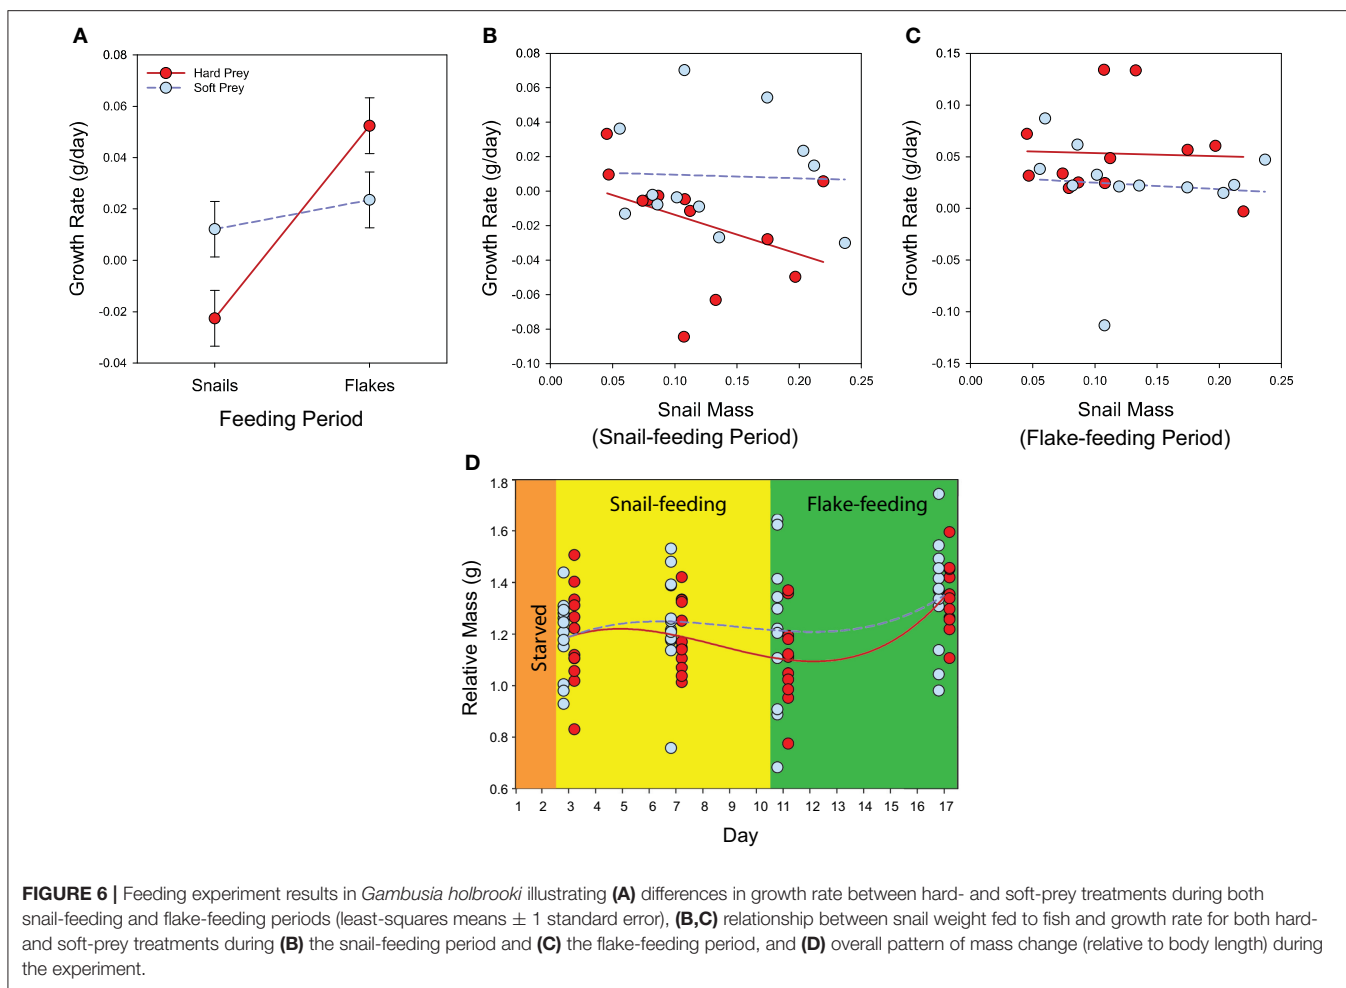 A
0.08
0.06
0.04
0.02
0.00
-0.02
-0.04
Growth Rate (g/day)
Hard Prey
Soft Prey
Snails
Flakes
Feeding Period
B
0.08
0.06
0.04
0.02
0.00
-0.02
-0.04
-0.06
-0.08
-0.10
Growth Rate (g/day)
0.00 0.05 0.10 0.15 0.20 0.25
Snail Mass
(Snail-feeding Period)
C
0.15
0.10
0.05
0.00
-0.05
-0.10
-0.15
Growth Rate (g/day)
0.00 0.05 0.10 0.15 0.20 0.25
Snail Mass
(Flake-feeding Period)
D
1.8
1.6
1.4
1.2
1.0
0.8
0.6
Relative Mass (g)
Starved
Snail-feeding
Flake-feeding
1 2 3 4 5 6 7 8 9 10 11 12 13 14 15 16 17
Day
FIGURE 6 | Feeding experiment results in Gambusia holbrooki illustrating (A) differences in growth rate between hard- and soft-prey treatments during both
snail-feeding and flake-feeding periods (least-squares means ± 1 standard error), (B,C) relationship between snail weight fed to fish and growth rate for both hard-
and soft-prey treatments during (B) the snail-feeding period and (C) the flake-feeding period, and (D) overall pattern of mass change (relative to body length) during
the experiment.